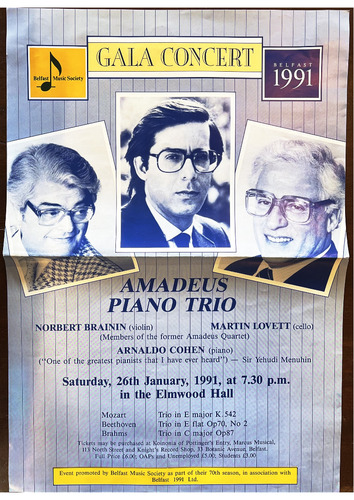 Belfast Music Society
GALA CONCERT
BELFAST
1991
AMADEUS
PIANO TRIO
NORBERT BRAININ (violin) MARTIN LOVETT (cello)
(Members of the former Amadeus Quartet)
ARNALDO COHEN (piano)
("One of the greatest pianists that I have ever heard") — Sir Yehudi Menuhin
Saturday, 26th January, 1991, at 7.30 p.m.
in the Elmwood Hall
Mozart Trio in E major K.542
Beethoven Trio in E flat Op70, No 2
Brahms Trio in C major Op87
Tickets may be purchased at Koinonia of Pottinger's Entry, Marcus Musical,
113 North Street and Knight's Record Shop, 33 Botanic Avenue, Belfast.
Full Price £6.00, OAPs and Unemployed £5.00, Students £3.00
Event promoted by Belfast Music Society as part of their 70th season, in association with
Belfast 1991 Ltd.